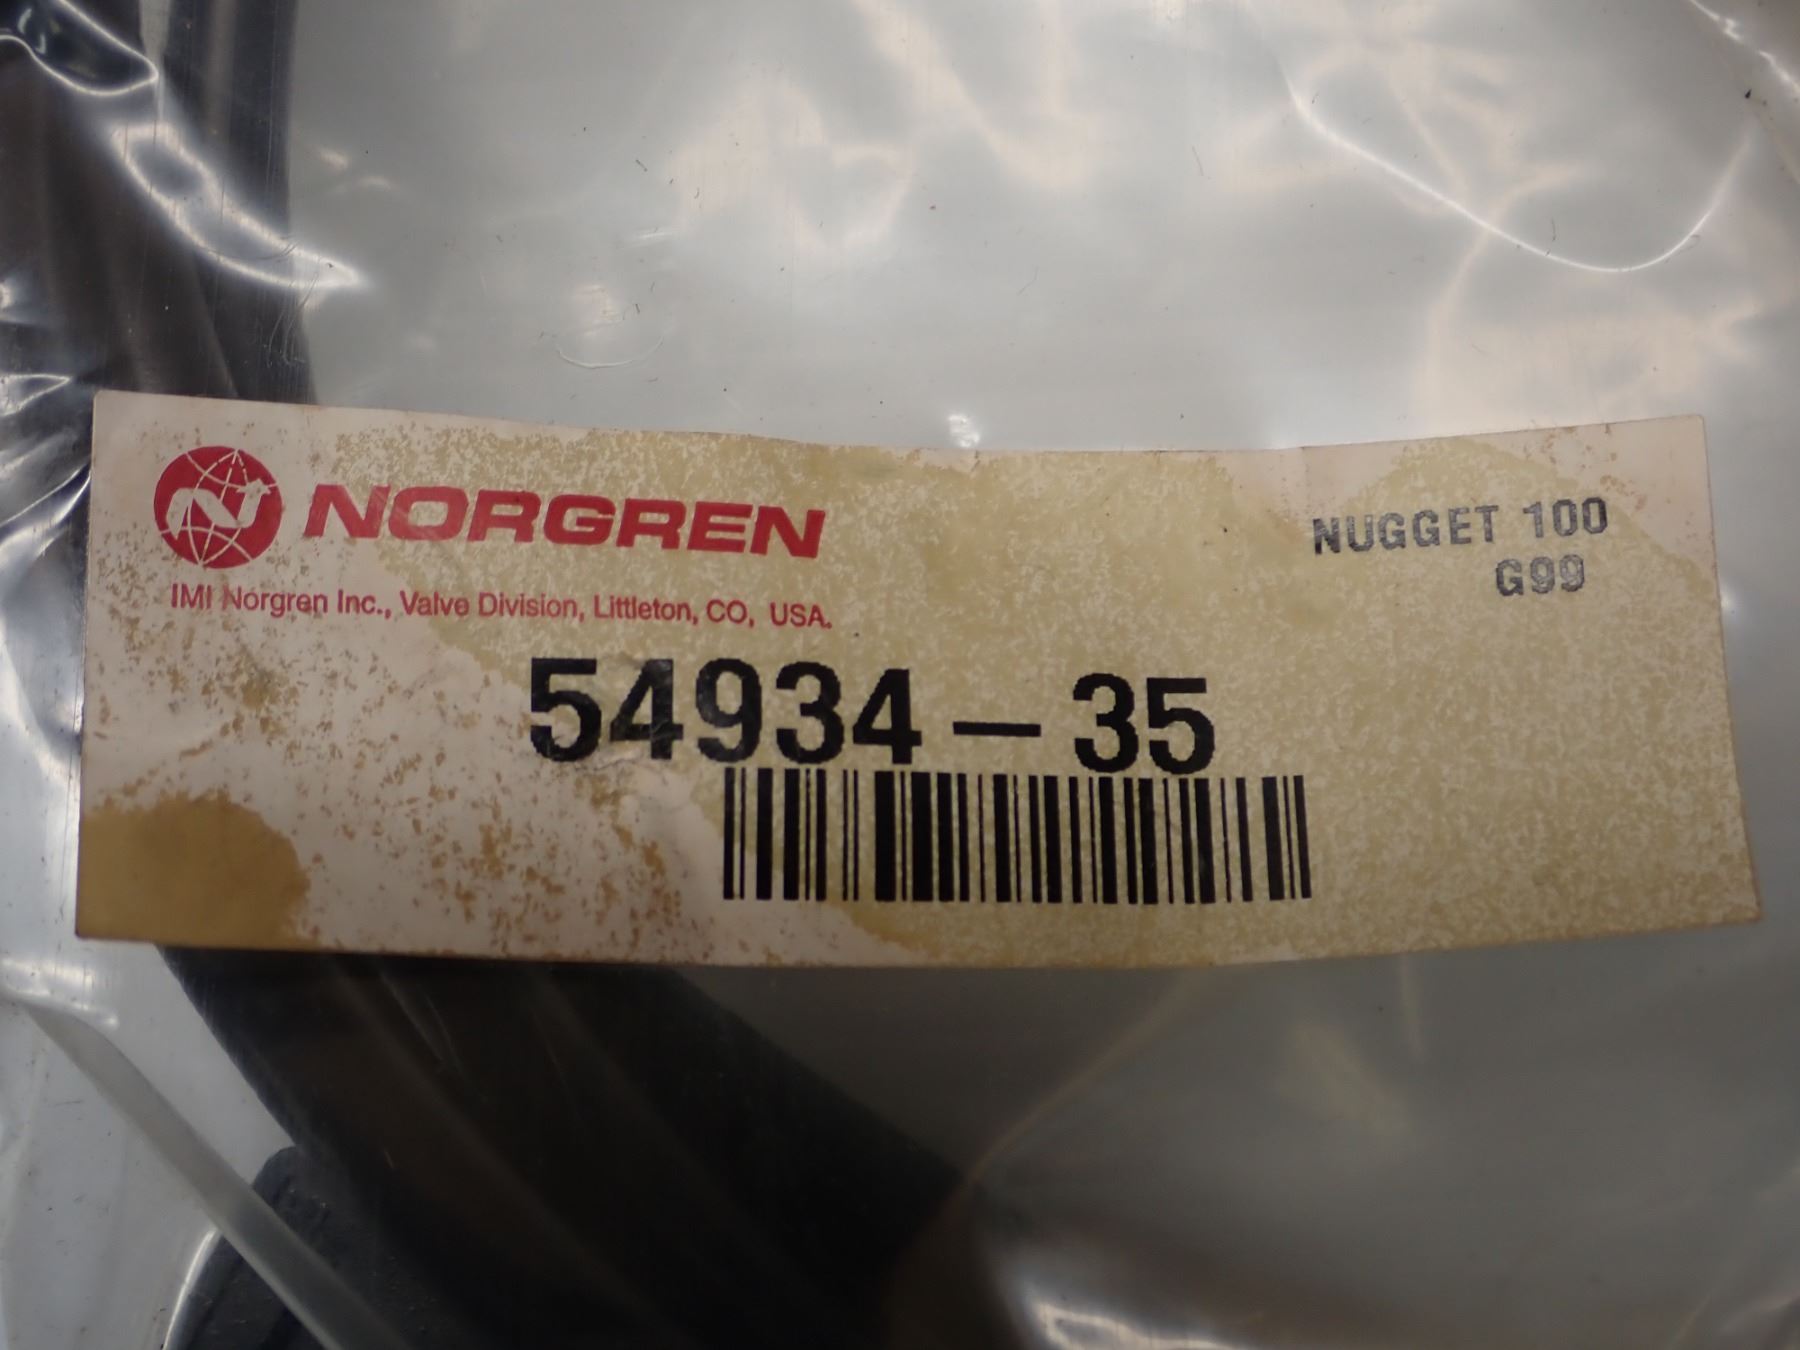 NORGREN
IMI Norgren Inc., Valve Division, Littleton, CO, USA.
NUGGET 100
G99
54934-35